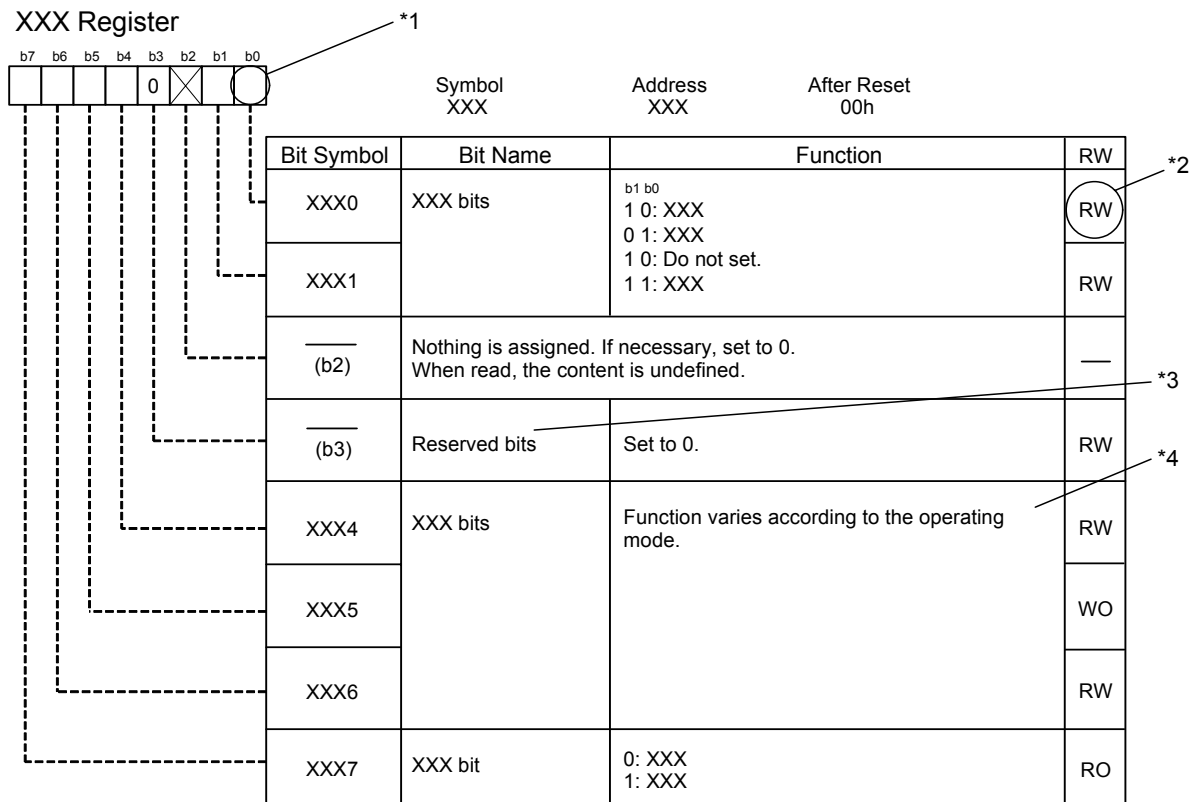 XXX Register
*1
b7 b6 b5 b4 b3 b2 b1 b0
0
Symbol Address After Reset
XXX XXX 00h
Bit Symbol Bit Name Function RW
*2
XXX0 XXX bits b1 b0 RW
1 0: XXX
0 1: XXX
1 0: Do not set.
XXX1 1 1: XXX RW
(b2) Nothing is assigned. If necessary, set to 0. —
When read, the content is undefined.
*3
(b3) Reserved bits Set to 0. RW
*4
XXX4 XXX bits Function varies according to the operating RW
mode.
XXX5 WO
XXX6 RW
XXX7 XXX bit 0: XXX RO
1: XXX